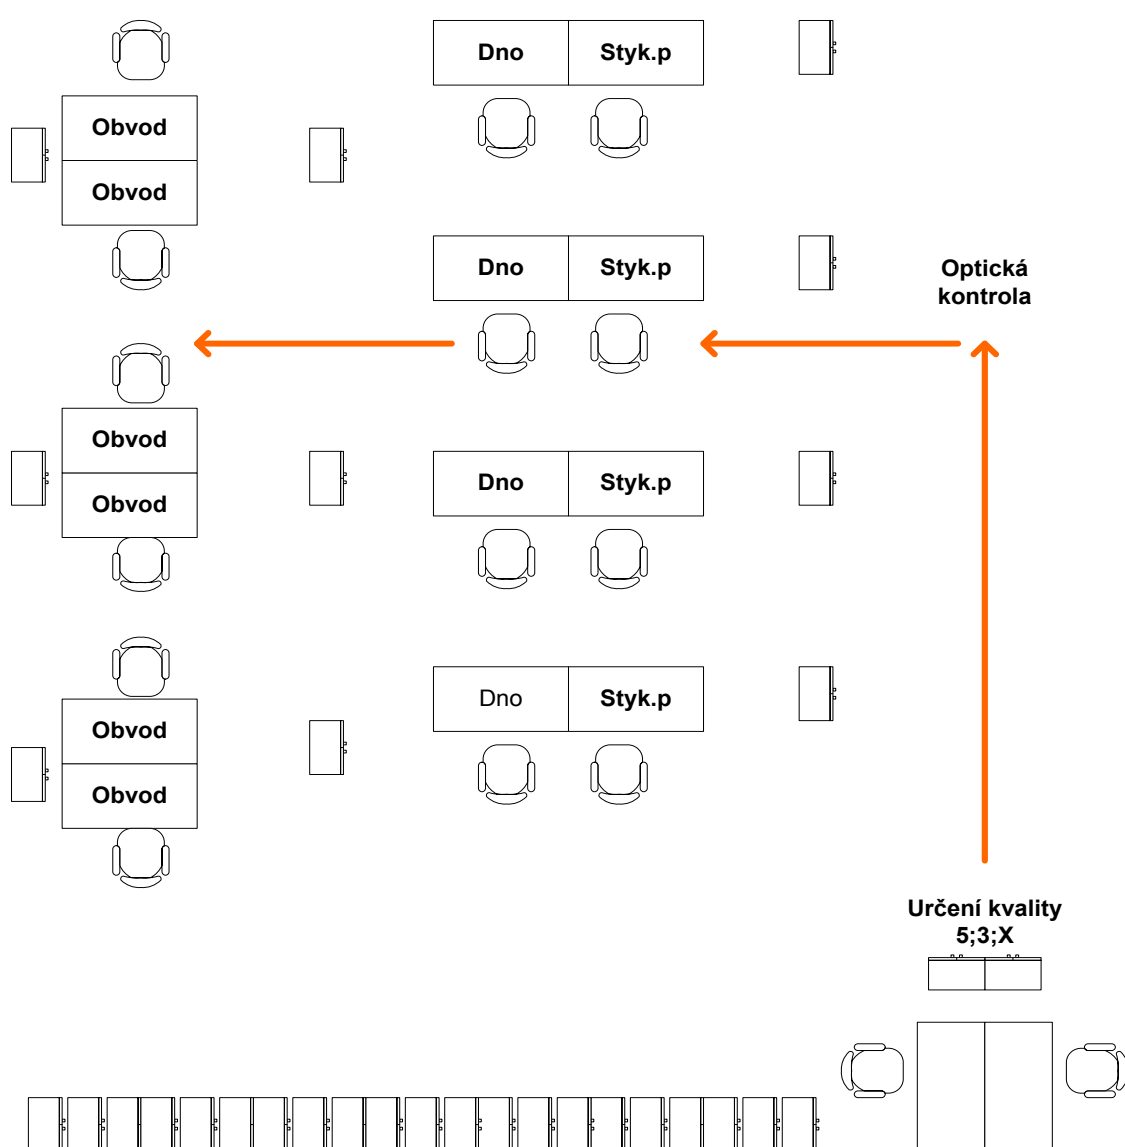 Dno
Styk.p
Obvod
Obvod
Dno
Styk.p
Optická
kontrola
Obvod
Obvod
Dno
Styk.p
Dno
Styk.p
Obvod
Obvod
Určení kvality
5;3;X